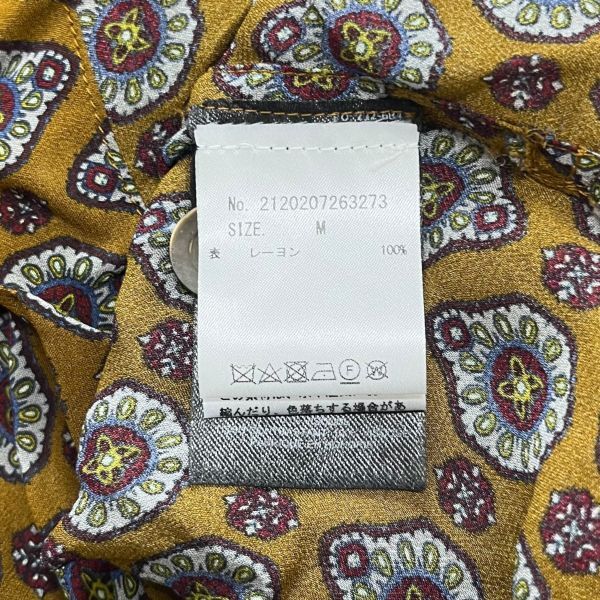 No. 2120207263273
SIZE. M
表 レーヨン 100%
縮んだり、色落ちする場合があ